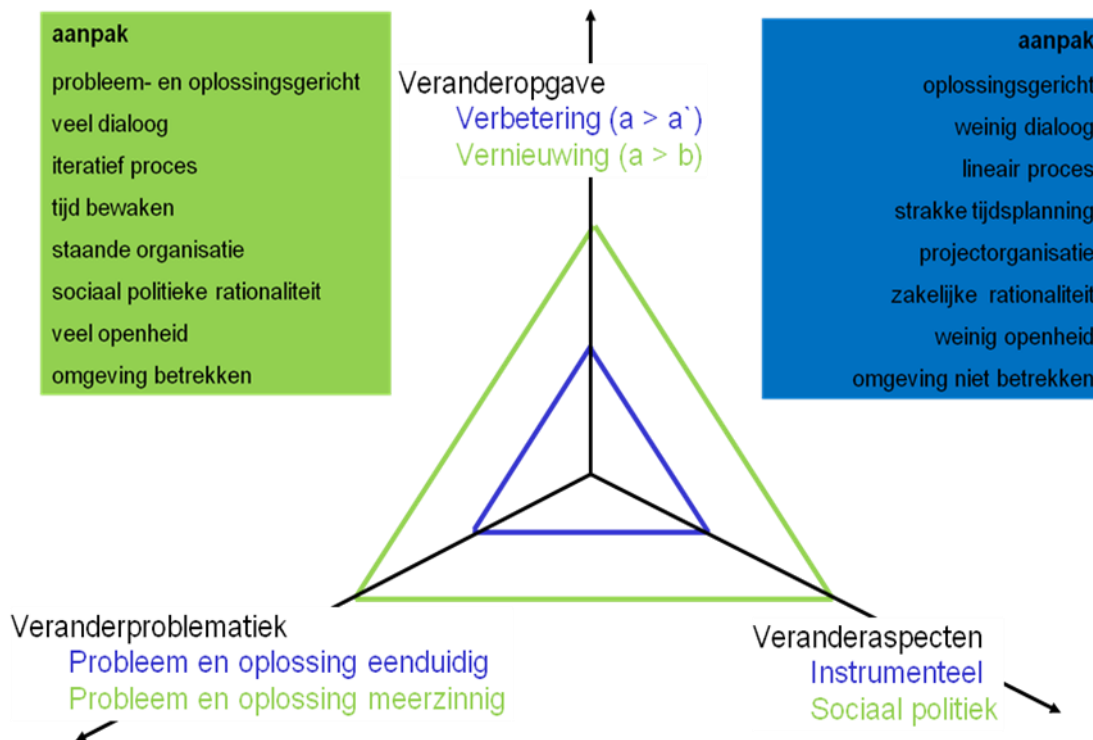 aanpak
probleem- en oplossingsgericht
veel dialoog
iteratief proces
tijd bewaken
staande organisatie
sociaal politieke rationaliteit
veel openheid
omgeving betrekken
Veranderopgave
Verbetering (a > a`)
Vernieuwing (a > b)
aanpak
oplossingsgericht
weinig dialoog
lineair proces
strakke tijdsplanning
projectorganisatie
zakelijke rationaliteit
weinig openheid
omgeving niet betrekken
Veranderproblematiek
Probleem en oplossing eenduidig
Probleem en oplossing meerzinnig
Veranderaspecten
Instrumenteel
Sociaal politiek